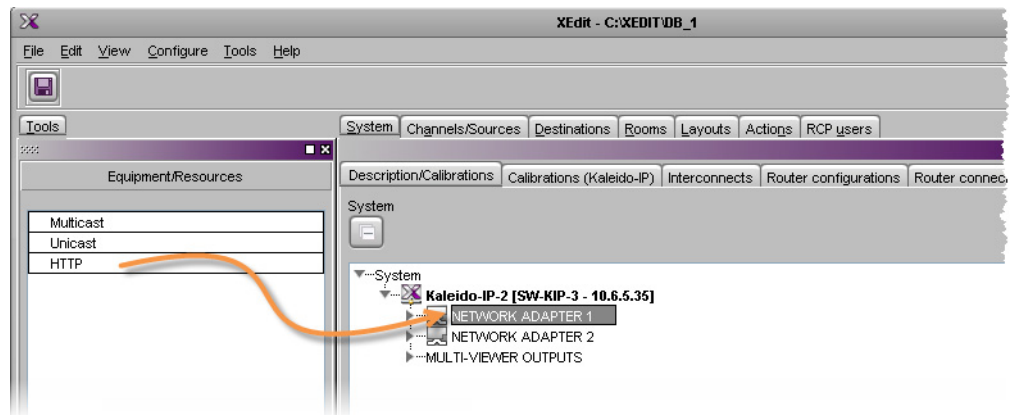 XEdit - C:\XEDIT\DB_1
File Edit View Configure Tools Help
Tools
System Channels/Sources Destinations Rooms Layouts Actions RCP users
Equipment/Resources
Description/Calibrations Calibrations (Kaleido-IP) Interconnects Router configurations Router connec
System
Multicast
Unicast
HTTP
System
Kaleido-IP-2 [SW-KIP-3 - 10.6.5.35]
NETWORK ADAPTER 1
NETWORK ADAPTER 2
MULTI-VIEWER OUTPUTS